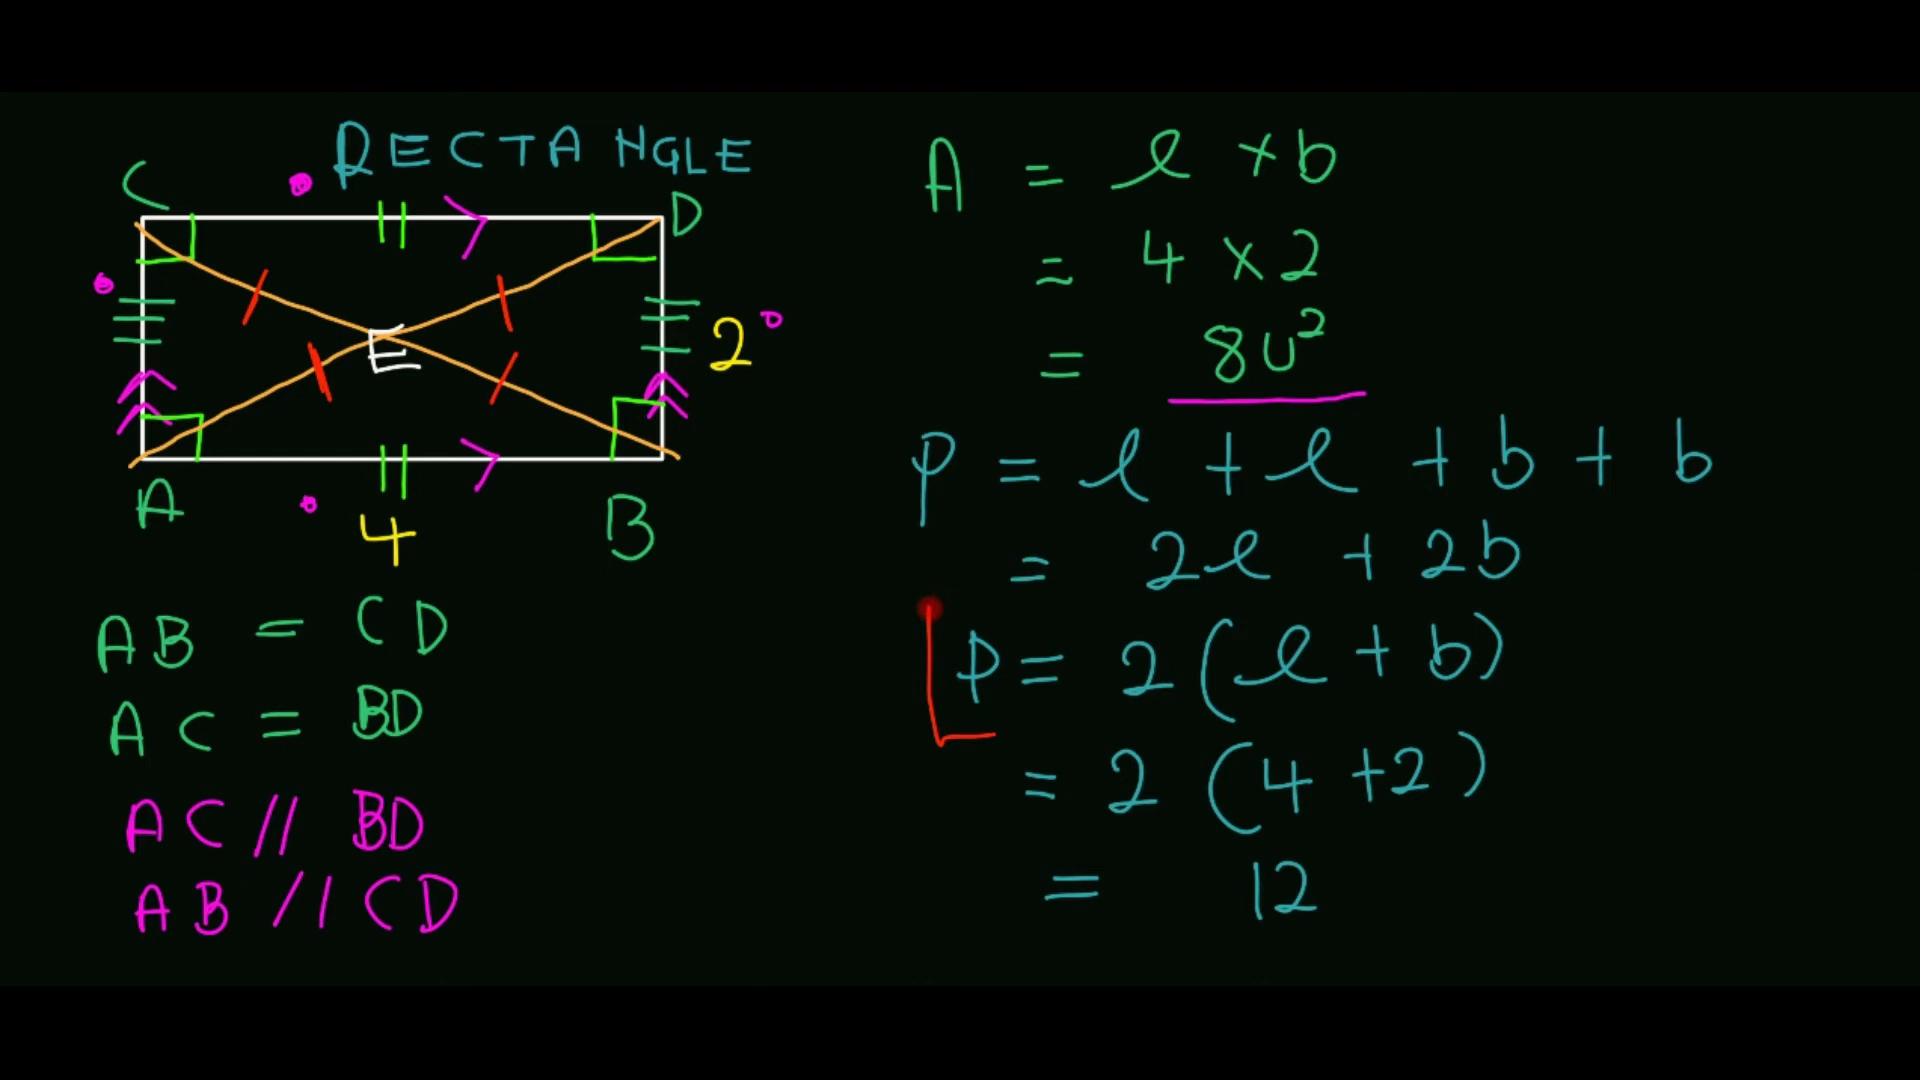 RECTANGLE
C
D
E
2
A
B
4
AB = CD
AC = BD
AC // BD
AB // CD
A = l × b
= 4 × 2
= 8u²
P = l + l + b + b
= 2l + 2b
P = 2(l + b)
= 2(4 + 2)
= 12